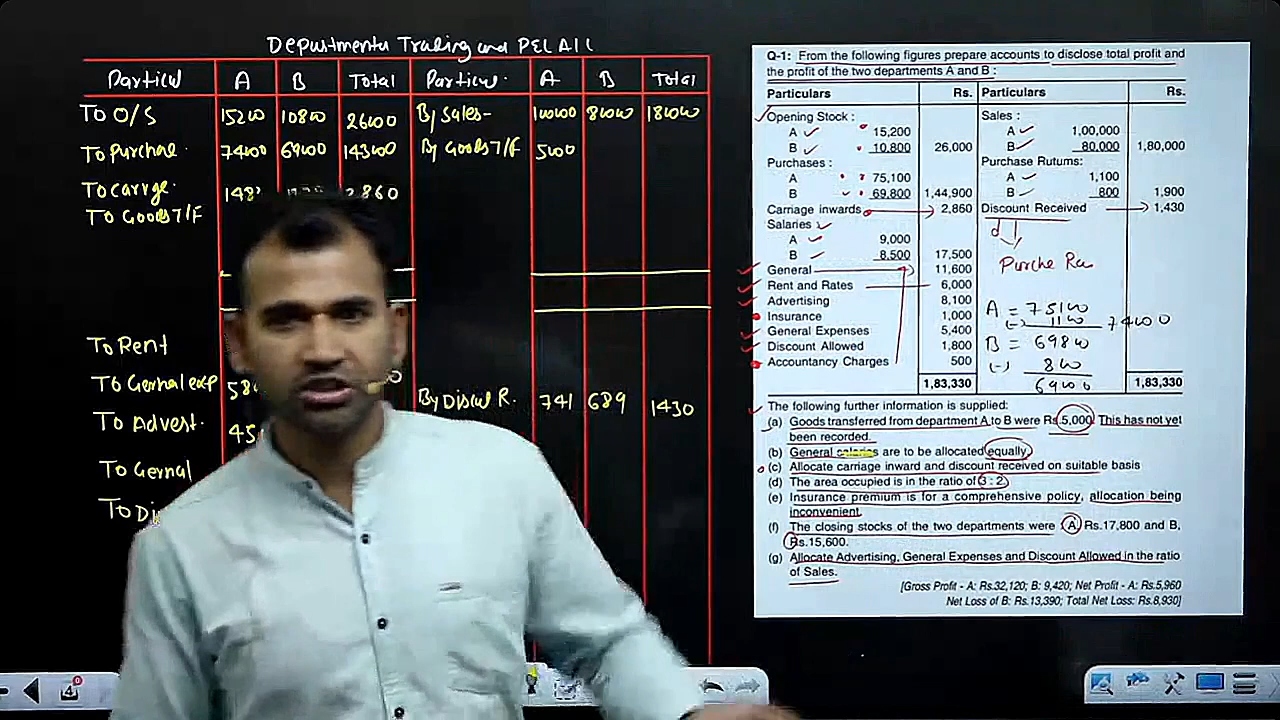 Departmental Trading and P&L A/c
Particul A B Total Particul. A B Total
To O/S 15200 10800 26000 By Sales- 100000 80000 180000
To Purchase. 74000 69000 143000 By Goods T/F 5000
To Carrge. 148 2860
To Goods T/F
To Rent
To Gernal exp 580
To Advest. 450
By Discul R. 741 689 1430
To Gernal
To Di
Q-1: From the following figures prepare accounts to disclose total profit and
the profit of the two departments A and B :
Particulars Rs. Particulars Rs.
Opening Stock : Sales :
A 15,200 A 1,00,000
B 10.800 26,000 B 80,000 1,80,000
Purchases : Purchase Ruturns:
A 75,100 A 1,100
B 69,800 1,44,900 B 800 1,900
Carriage inwards 2,860 Discount Received 1,430
Salaries :
A 9,000
B 8,500 17,500
General 11,600
Rent and Rates 6,000
Advertising 8,100
Insurance 1,000
General Expenses 5,400
Discount Allowed 1,800
Accountancy Charges 500
1,83,330 1,83,330
Purche Rea
A = 75100
(-) 1100 74000
B = 69800
(-) 800
69000
The following further information is supplied:
(a) Goods transferred from department A to B were Rs.5,000. This has not yet
been recorded.
(b) General salaries are to be allocated equally.
(c) Allocate carriage inward and discount received on suitable basis
(d) The area occupied is in the ratio of 3 : 2
(e) Insurance premium is for a comprehensive policy, allocation being
inconvenient.
(f) The closing stocks of the two departments were : A, Rs.17,800 and B,
Rs.15,600.
(g) Allocate Advertising, General Expenses and Discount Allowed in the ratio
of Sales.
[Gross Profit - A: Rs.32,120; B: 9,420; Net Profit - A: Rs.5,960
Net Loss of B: Rs.13,390; Total Net Loss: Rs.8,930]
4